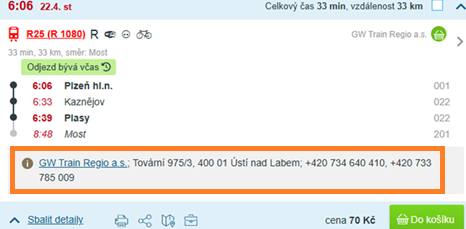 6:06 22.4. st Celkový čas 33 min, vzdálenost 33 km
R25 (R 1080) R GW Train Regio a.s.
33 min, 33 km, směr: Most
Odjezd bývá včas
6:06 Plzeň hl.n. 001
6:33 Kaznějov 022
6:39 Plasy 022
8:48 Most 201
GW Train Regio a.s.; Tovární 975/3, 400 01 Ústí nad Labem; +420 734 640 410, +420 733
785 009
Sbalit detaily cena 70 Kč Do košíku